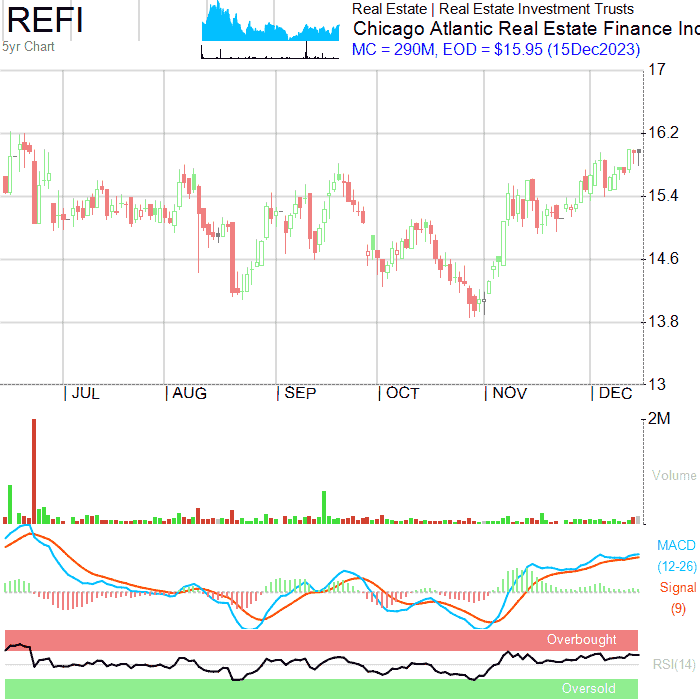 REFI
5yr Chart
Real Estate | Real Estate Investment Trusts
Chicago Atlantic Real Estate Finance Inc
MC = 290M, EOD = $15.95 (15Dec2023)
17
16.2
15.4
14.6
13.8
13
| JUL | AUG | SEP | OCT | NOV | DEC
2M
Volume
MACD
(12-26)
Signal
(9)
Overbought
RSI(14)
Oversold